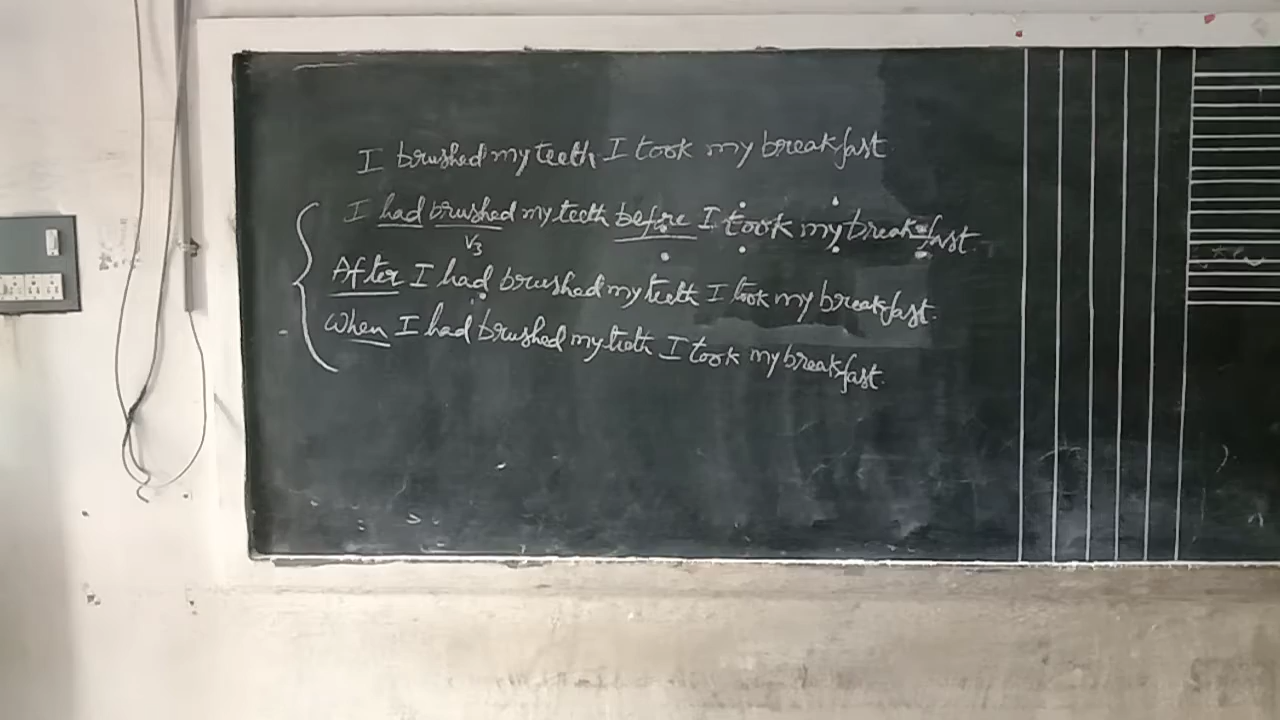 I brushed my teeth I took my breakfast.
I had brushed my teeth before I took my breakfast.
V3
After I had brushed my teeth I took my breakfast.
When I had brushed my teeth I took my breakfast.